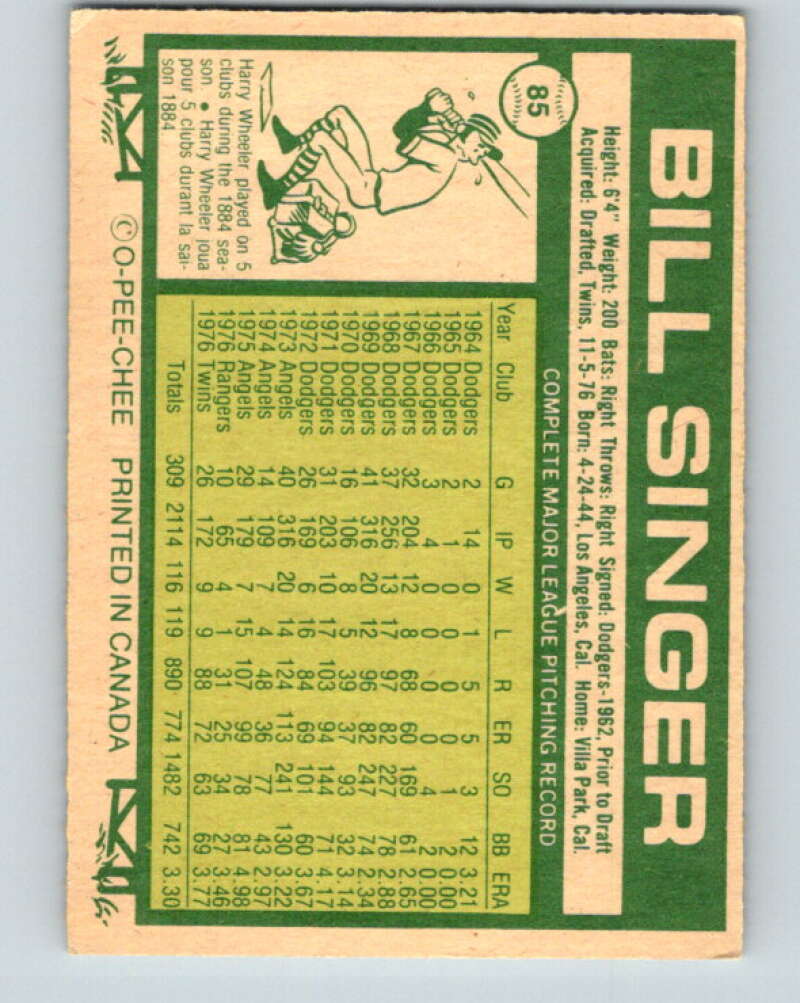 85
BILL SINGER
Height: 6'4" Weight: 200 Bats: Right Throws: Right Signed: Dodgers-1962, Prior to Draft
Acquired: Drafted, Twins, 11-5-76 Born: 4-24-44, Los Angeles, Cal. Home: Villa Park, Cal.
Harry Wheeler played on 5
clubs during the 1884 sea-
son. • Harry Wheeler joua
pour 5 clubs durant la sai-
son 1884
COMPLETE MAJOR LEAGUE PITCHING RECORD
Year Club G IP W L R ER SO BB ERA
1964 Dodgers 2 14 0 1 5 5 3 12 3.21
1965 Dodgers 2 1 0 0 0 0 1 2 0.00
1966 Dodgers 3 4 0 0 0 0 4 2 0.00
1967 Dodgers 32 204 12 8 68 60 169 61 2.65
1968 Dodgers 37 256 13 17 97 82 227 78 2.88
1969 Dodgers 41 316 20 12 96 82 247 74 2.34
1970 Dodgers 16 106 8 5 39 37 93 32 3.14
1971 Dodgers 31 203 10 17 103 94 144 71 4.17
1972 Dodgers 26 169 6 16 84 69 101 60 3.67
1973 Angels 40 316 20 14 124 113 241 130 3.22
1974 Angels 14 109 7 4 48 36 77 43 2.97
1975 Angels 29 179 7 15 107 99 78 81 4.98
1976 Rangers 10 65 4 1 31 25 34 27 3.46
1976 Twins 26 172 9 9 88 72 63 69 3.77
Totals 309 2114 116 119 890 774 1482 742 3.30
© O-PEE-CHEE PRINTED IN CANADA